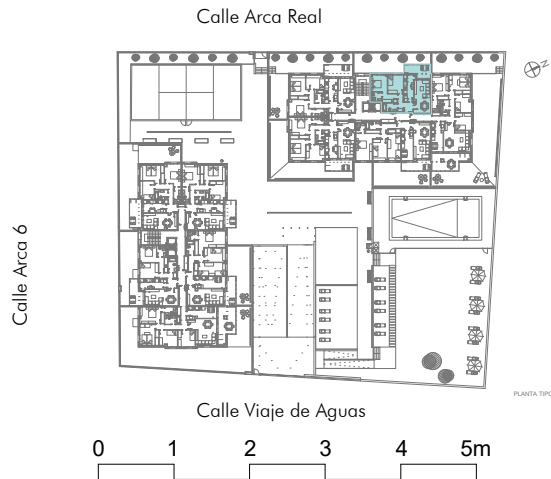 Calle Arca Real
N
Calle Arca 6
PLANTA TIPO
Calle Viaje de Aguas
0 1 2 3 4 5m